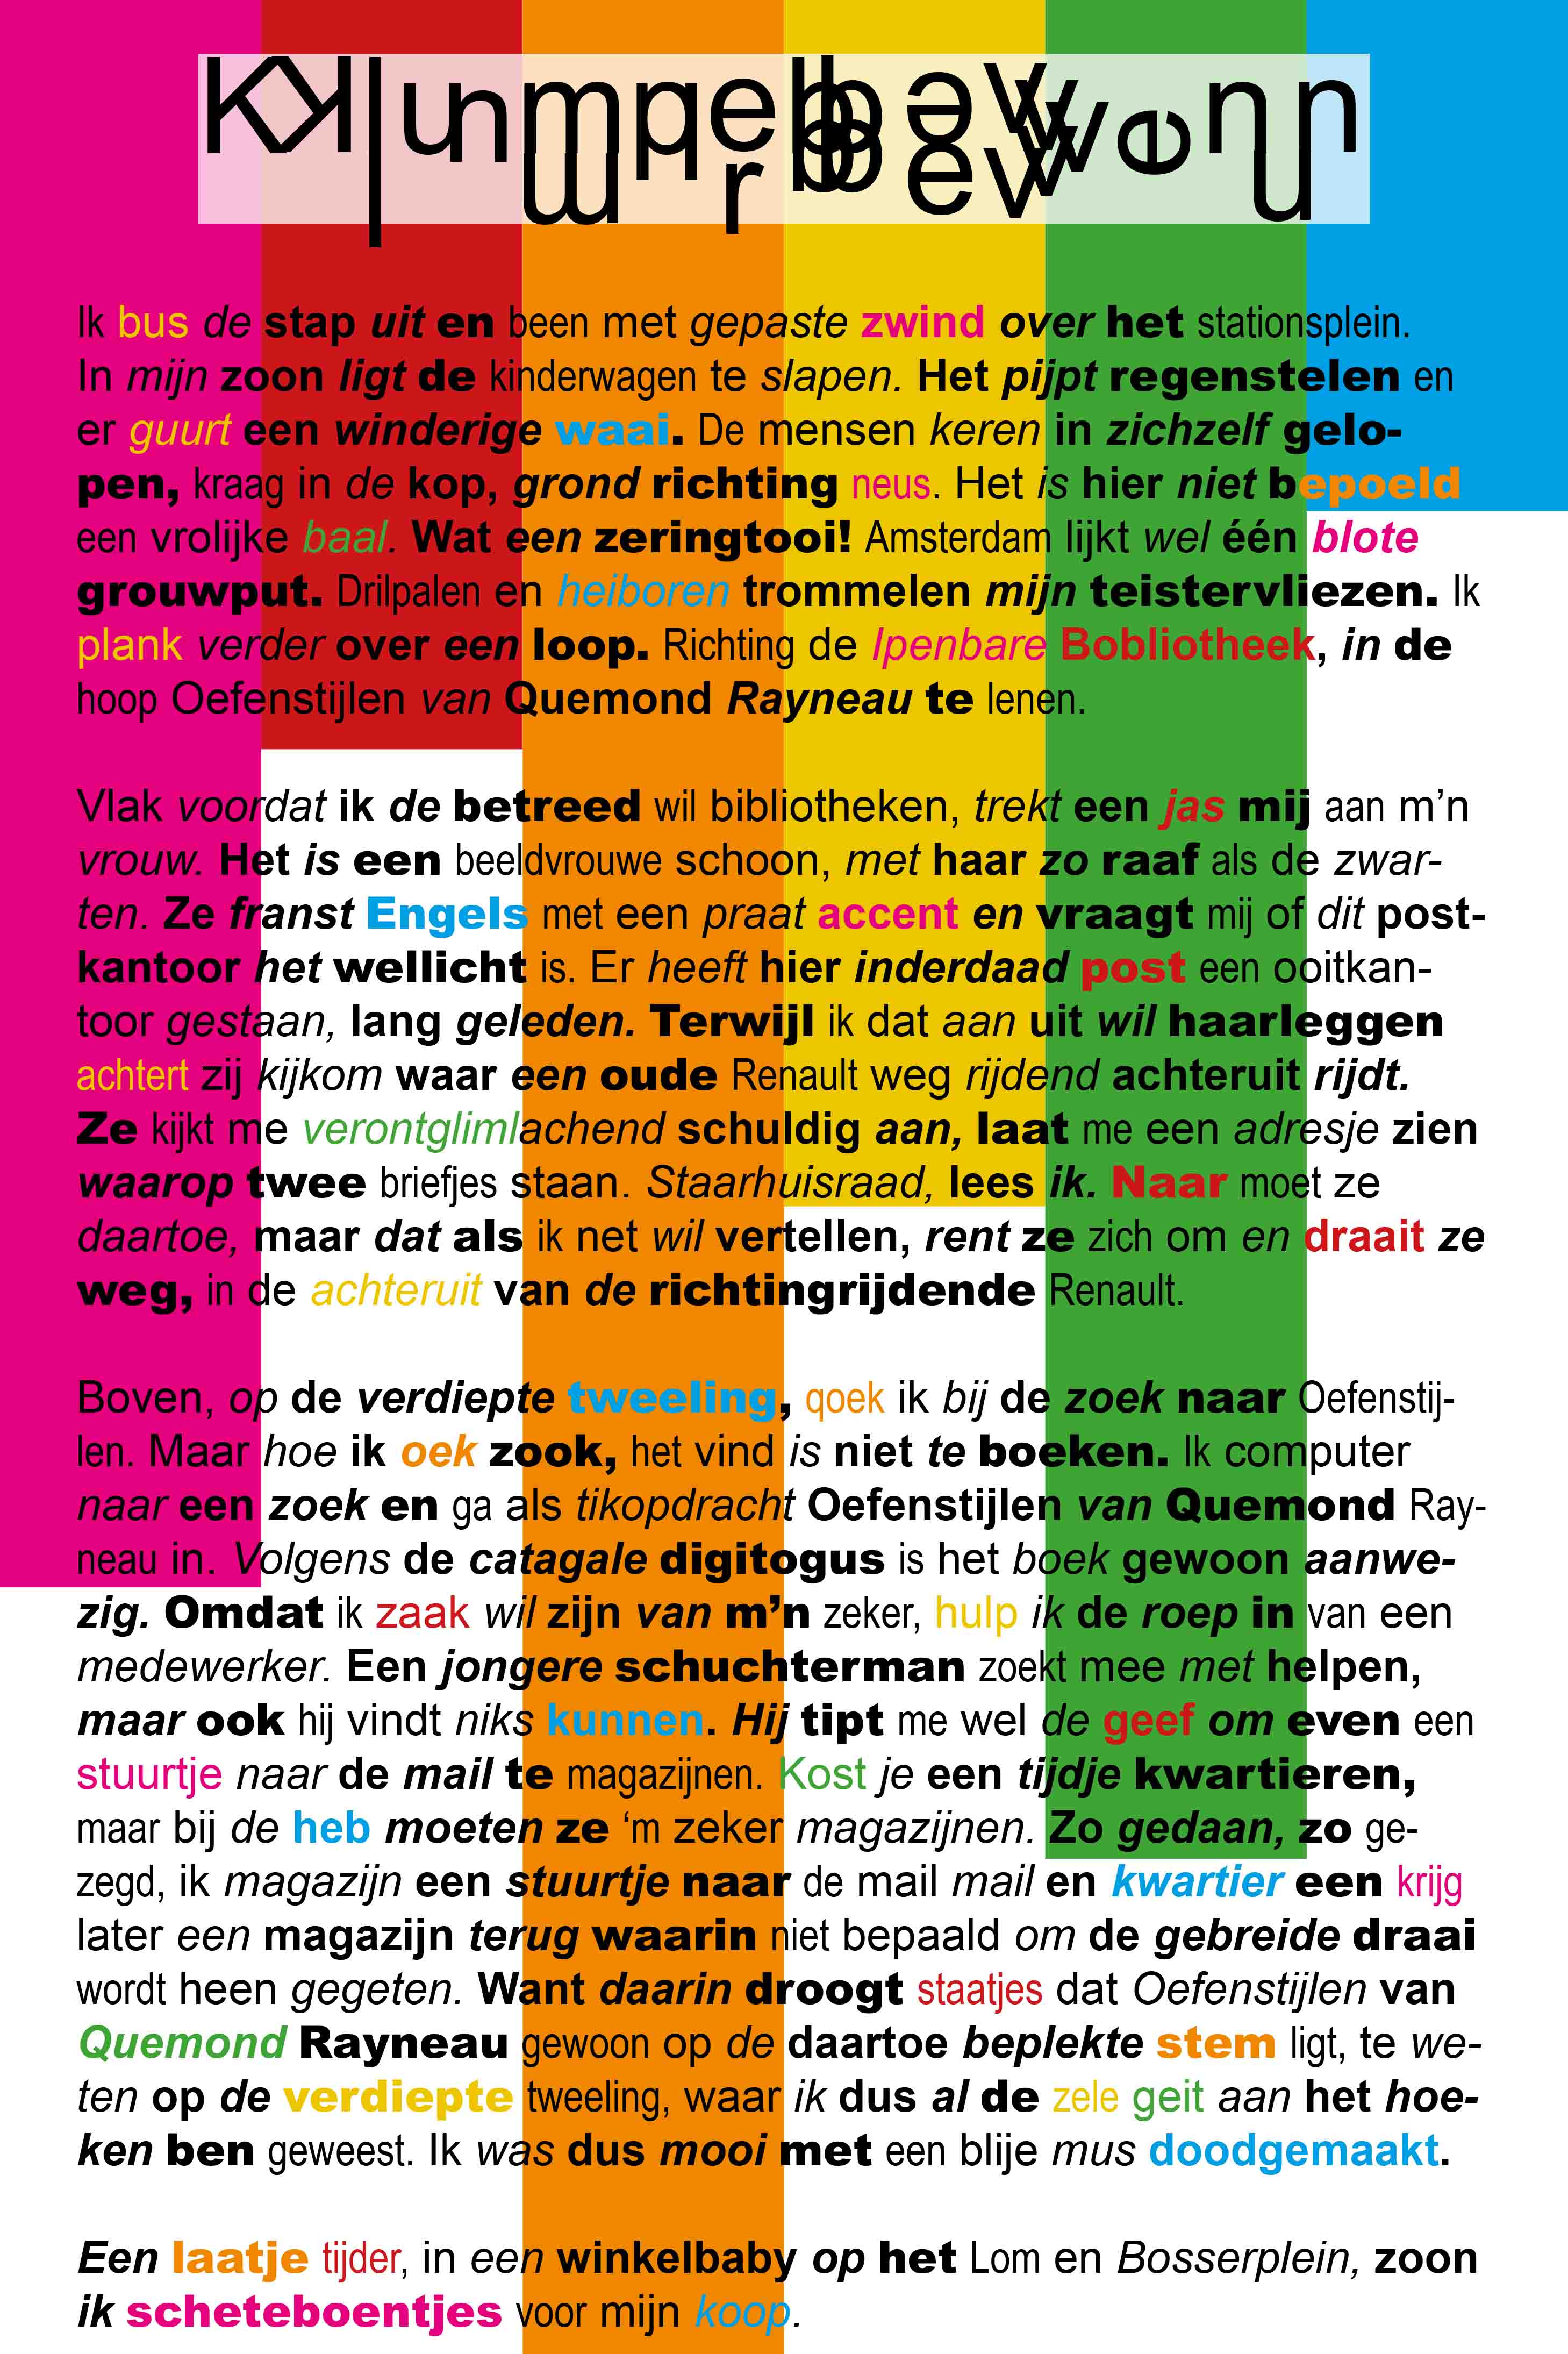 Ik bus de stap uit en been met gepaste zwind over het stationsplein.
In mijn zoon ligt de kinderwagen te slapen. Het pijpt regenstelen en
er guurt een winderige waai. De mensen keren in zichzelf gelo-
pen, kraag in de kop, grond richting neus. Het is hier niet bepoeld
een vrolijke baal. Wat een zeringtooi! Amsterdam lijkt wel één blote
grouwput. Drilpalen en heiboren trommelen mijn teistervliezen. Ik
plank verder over een loop. Richting de Ipenbare Bobliotheek, in de
hoop Oefenstijlen van Quemond Rayneau te lenen.
Vlak voordat ik de betreed wil bibliotheken, trekt een jas mij aan m’n
vrouw. Het is een beeldvrouwe schoon, met haar zo raaf als de zwar-
ten. Ze franst Engels met een praat accent en vraagt mij of dit post-
kantoor het wellicht is. Er heeft hier inderdaad post een ooitkan-
toor gestaan, lang geleden. Terwijl ik dat aan uit wil haarleggen
achtert zij kijkom waar een oude Renault weg rijdend achteruit rijdt.
Ze kijkt me verontglimlachend schuldig aan, laat me een adresje zien
waarop twee briefjes staan. Staarhuisraad, lees ik. Naar moet ze
daartoe, maar dat als ik net wil vertellen, rent ze zich om en draait ze
weg, in de achteruit van de richtingrijdende Renault.
Boven, op de verdiepte tweeling, qoek ik bij de zoek naar Oefenstij-
len. Maar hoe ik oek zook, het vind is niet te boeken. Ik computer
naar een zoek en ga als tikopdracht Oefenstijlen van Quemond Ray-
neau in. Volgens de catagale digitogus is het boek gewoon aanwe-
zig. Omdat ik zaak wil zijn van m’n zeker, hulp ik de roep in van een
medewerker. Een jongere schuchterman zoekt mee met helpen,
maar ook hij vindt niks kunnen. Hij tipt me wel de geef om even een
stuurtje naar de mail te magazijnen. Kost je een tijdje kwartieren,
maar bij de heb moeten ze ‘m zeker magazijnen. Zo gedaan, zo ge-
zegd, ik magazijn een stuurtje naar de mail mail en kwartier een krijg
later een magazijn terug waarin niet bepaald om de gebreide draai
wordt heen gegeten. Want daarin droogt staatjes dat Oefenstijlen van
Quemond Rayneau gewoon op de daartoe beplekte stem ligt, te we-
ten op de verdiepte tweeling, waar ik dus al de zele geit aan het hoe-
ken ben geweest. Ik was dus mooi met een blije mus doodgemaakt.
Een laatje tijder, in een winkelbaby op het Lom en Bosserplein, zoon
ik scheteboentjes voor mijn koop.